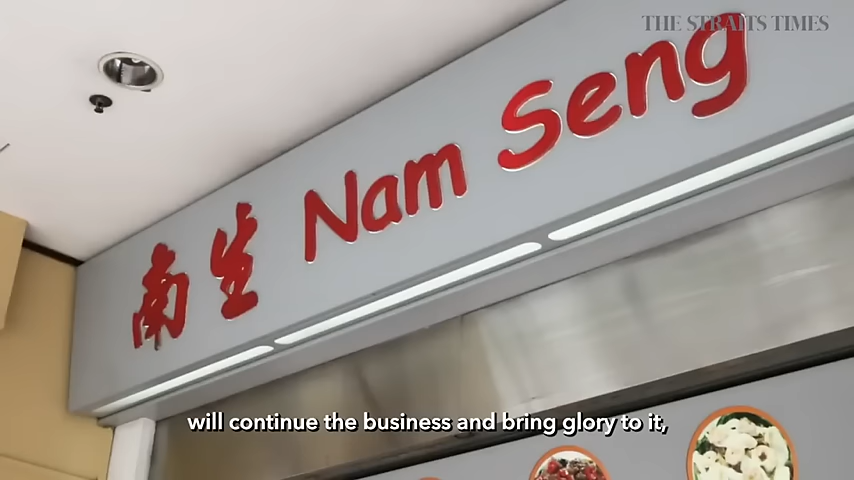 THE STRAITS TIMES
南生 Nam Seng
will continue the business and bring glory to it,